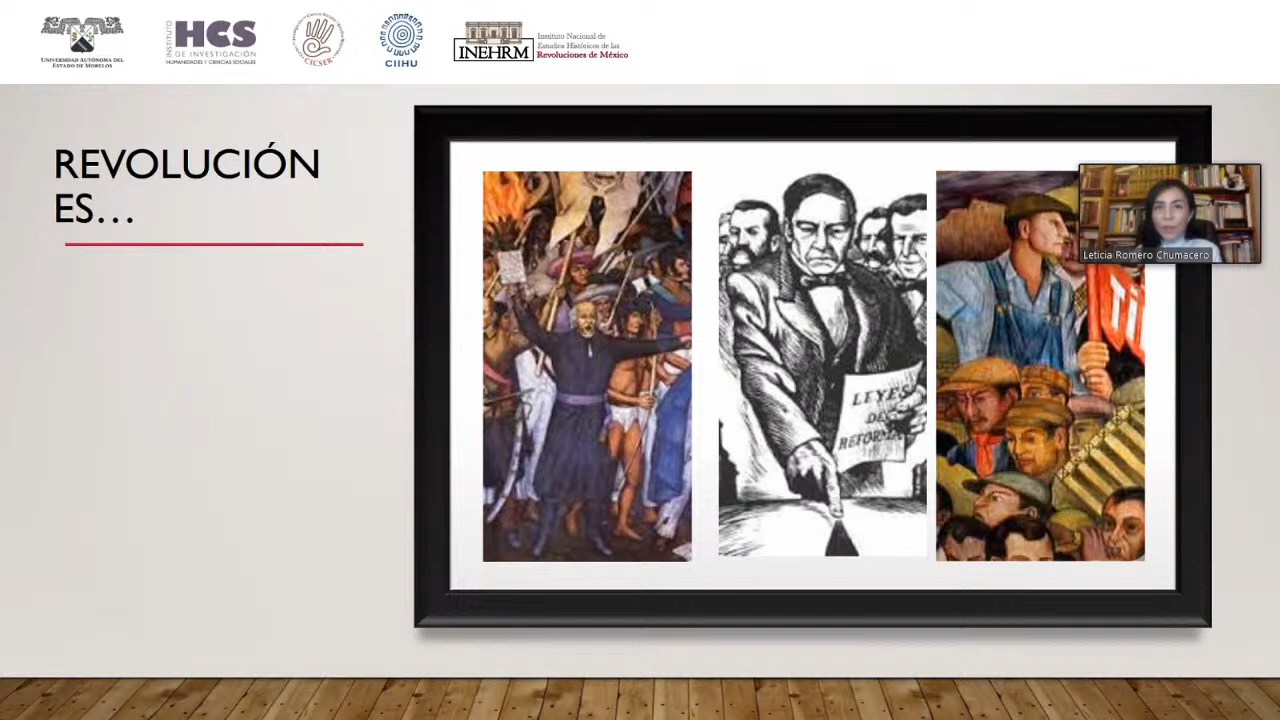 UNIVERSIDAD AUTÓNOMA DEL
ESTADO DE MORELOS
INSTITUTO
HCS
DE INVESTIGACIÓN
HUMANIDADES Y CIENCIAS SOCIALES
CICSER
CIIHU
INEHRM
Instituto Nacional de
Estudios Históricos de las
Revoluciones de México
REVOLUCIÓN
ES...
LEYES
DE
REFORMA
Leticia Romero Chumacero